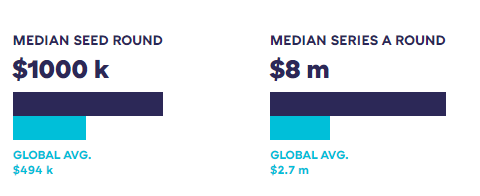 MEDIAN SEED ROUND
$1000 k
GLOBAL AVG.
$494 k
MEDIAN SERIES A ROUND
$8 m
GLOBAL AVG.
$2.7 m